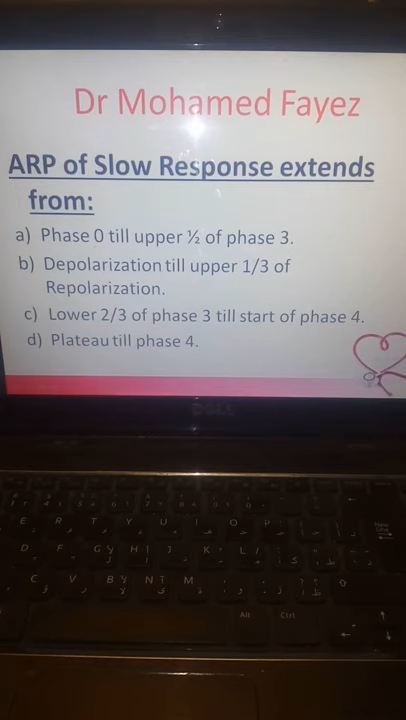 Dr Mohamed Fayez
ARP of Slow Response extends
from:
a) Phase 0 till upper ½ of phase 3.
b) Depolarization till upper 1/3 of
Repolarization.
c) Lower 2/3 of phase 3 till start of phase 4.
d) Plateau till phase 4.
DELL
E R T Y U I O P
D F G H J K L
C V B N M
Alt Ctrl